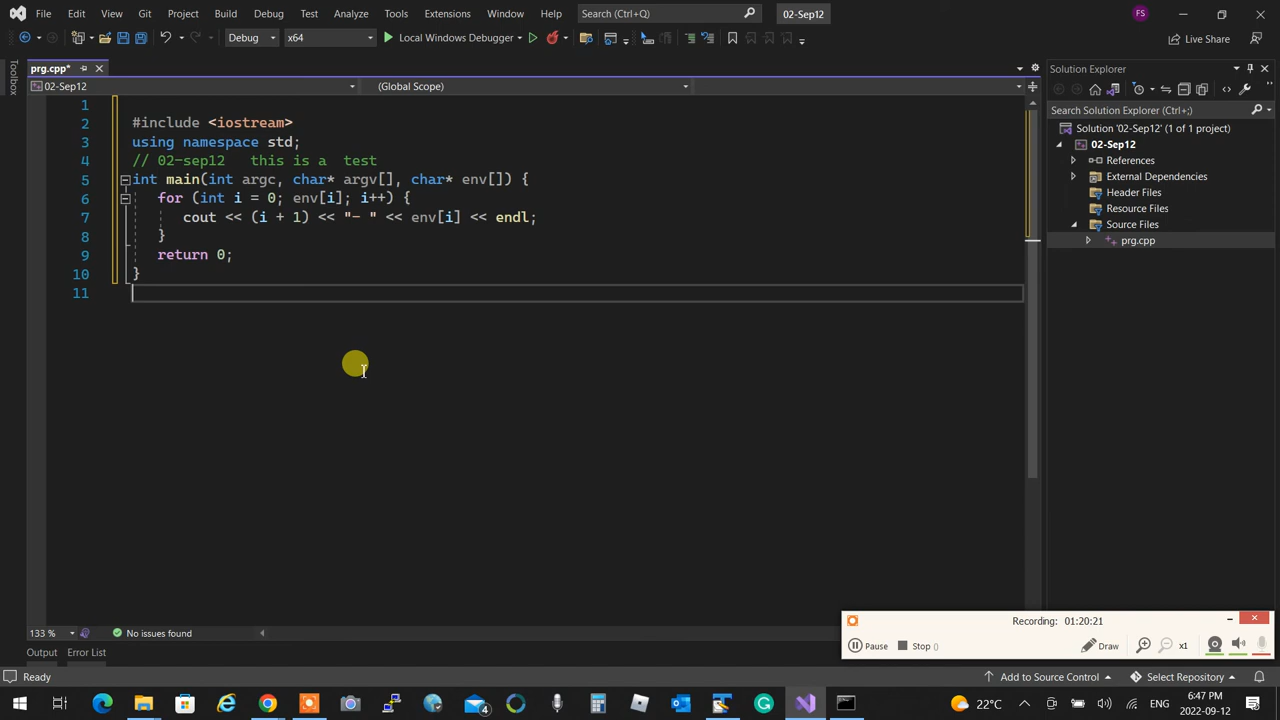 File Edit View Git Project Build Debug Test Analyze Tools Extensions Window Help Search (Ctrl+Q) 02-Sep12 FS
Debug x64 Local Windows Debugger Live Share
Toolbox
prg.cpp*
02-Sep12 (Global Scope)
1
2 #include <iostream>
3 using namespace std;
4 // 02-sep12   this is a  test
5 int main(int argc, char* argv[], char* env[]) {
6 for (int i = 0; env[i]; i++) {
7 cout << (i + 1) << "- " << env[i] << endl;
8 }
9 return 0;
10 }
11
Solution Explorer
Search Solution Explorer (Ctrl+;)
Solution '02-Sep12' (1 of 1 project)
02-Sep12
References
External Dependencies
Header Files
Resource Files
Source Files
prg.cpp
133 % No issues found
Recording: 01:20:21
Pause Stop () Draw x1
Output Error List
Ready Add to Source Control Select Repository
4 22°C ENG 6:47 PM
2022-09-12